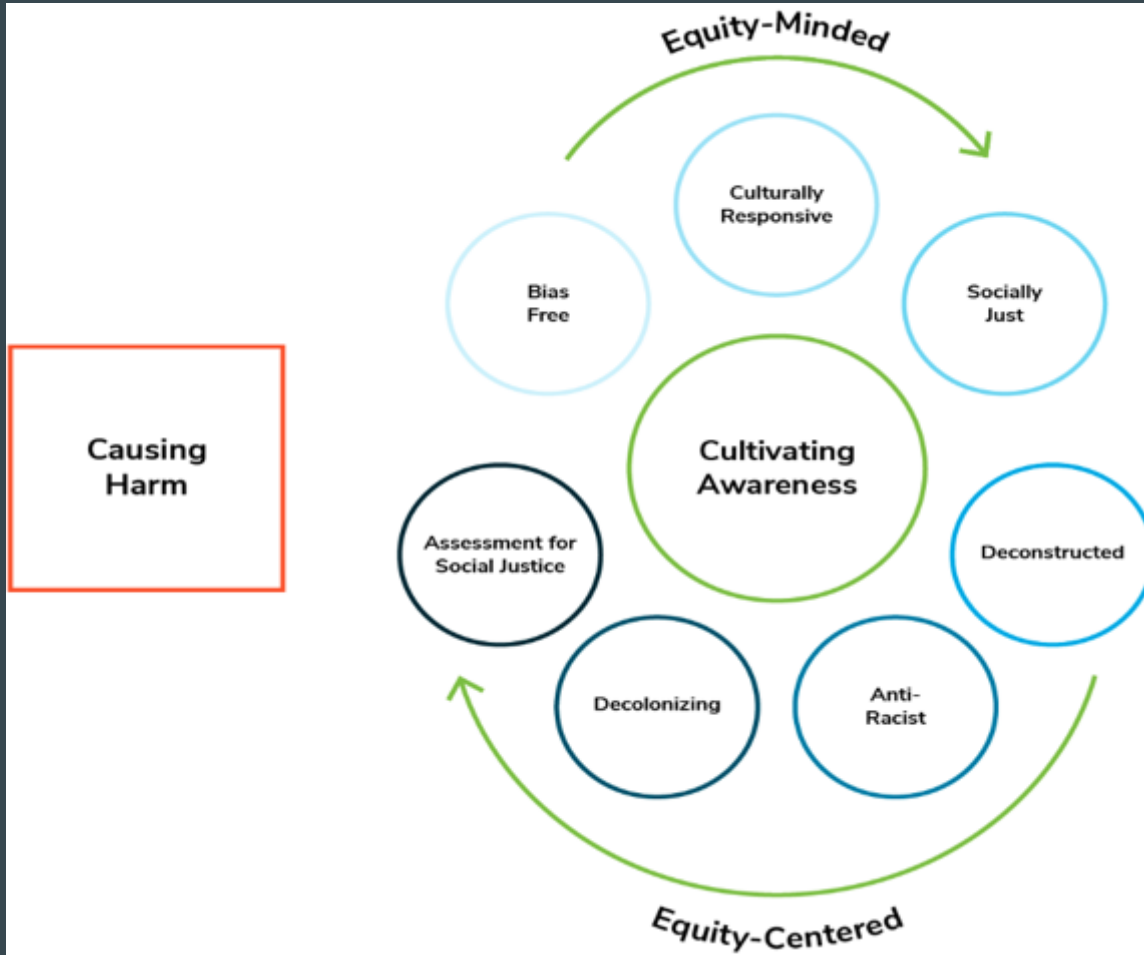 Equity-Minded
Culturally
Responsive
Bias
Free
Socially
Just
Causing
Harm
Cultivating
Awareness
Assessment for
Social Justice
Deconstructed
Decolonizing
Anti-
Racist
Equity-Centered